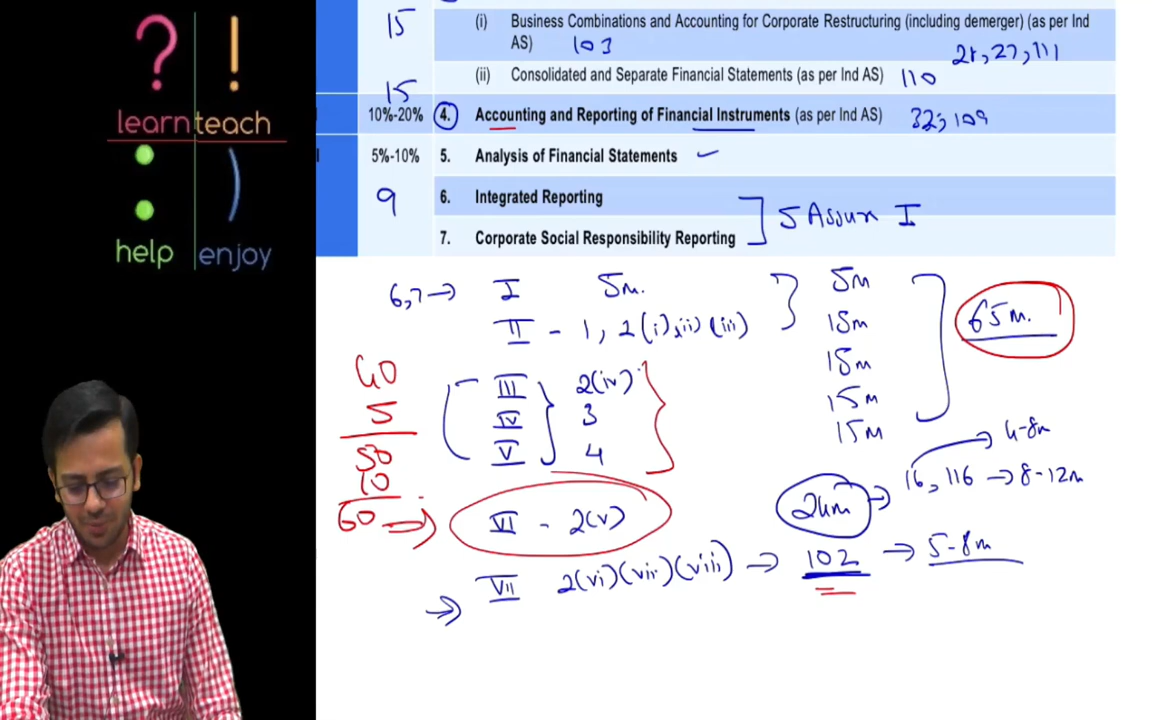 ? !
learn teach
help enjoy
15 (i) Business Combinations and Accounting for Corporate Restructuring (including demerger) (as per Ind
AS) 103
28, 27, 111
(ii) Consolidated and Separate Financial Statements (as per Ind AS) 110
15
10%-20% 4. Accounting and Reporting of Financial Instruments (as per Ind AS) 32, 109
5%-10% 5. Analysis of Financial Statements
9 6. Integrated Reporting
7. Corporate Social Responsibility Reporting
5 Assum I
6,7 → I 5m.
II - 1, 2(i),(ii)(iii)
5m
15m
15m
15m
15m
65m.
III 2(iv)
IV 3
V 4
40
5
50
10
60 →
VI - 2(v)
24m → 16, 116 → 8-12m
→ 4-8m
→ VII 2(vi)(vii)(viii) → 102 → 5-8m